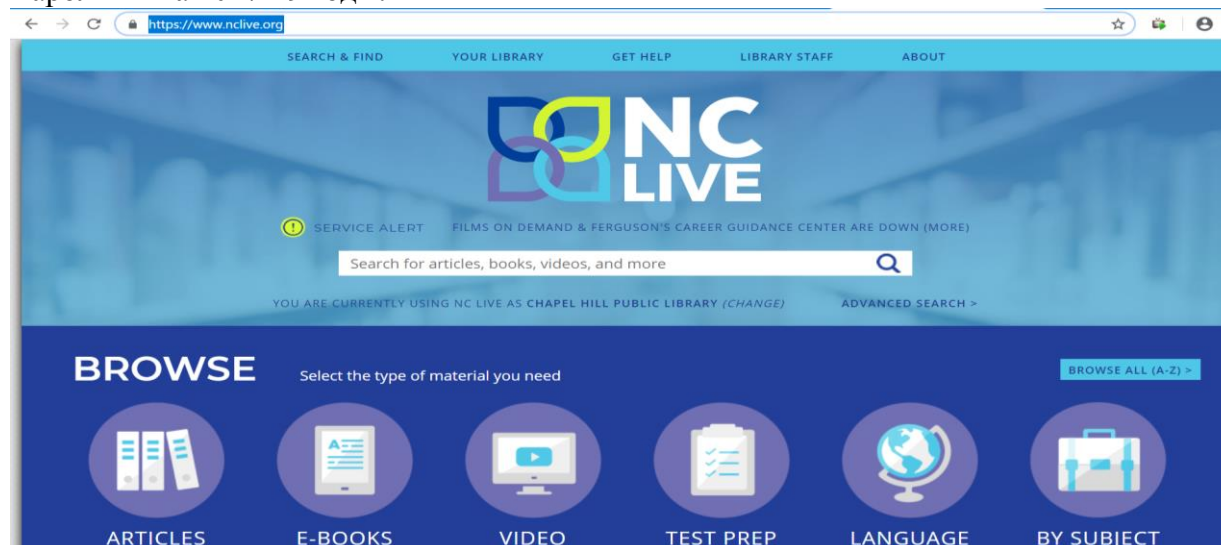 https://www.nclive.org
SEARCH & FIND YOUR LIBRARY GET HELP LIBRARY STAFF ABOUT
NC
LIVE
SERVICE ALERT FILMS ON DEMAND & FERGUSON'S CAREER GUIDANCE CENTER ARE DOWN (MORE)
Search for articles, books, videos, and more
YOU ARE CURRENTLY USING NC LIVE AS CHAPEL HILL PUBLIC LIBRARY (CHANGE) ADVANCED SEARCH >
BROWSE Select the type of material you need BROWSE ALL (A-Z) >
ARTICLES E-BOOKS VIDEO TEST PREP LANGUAGE BY SUBJECT